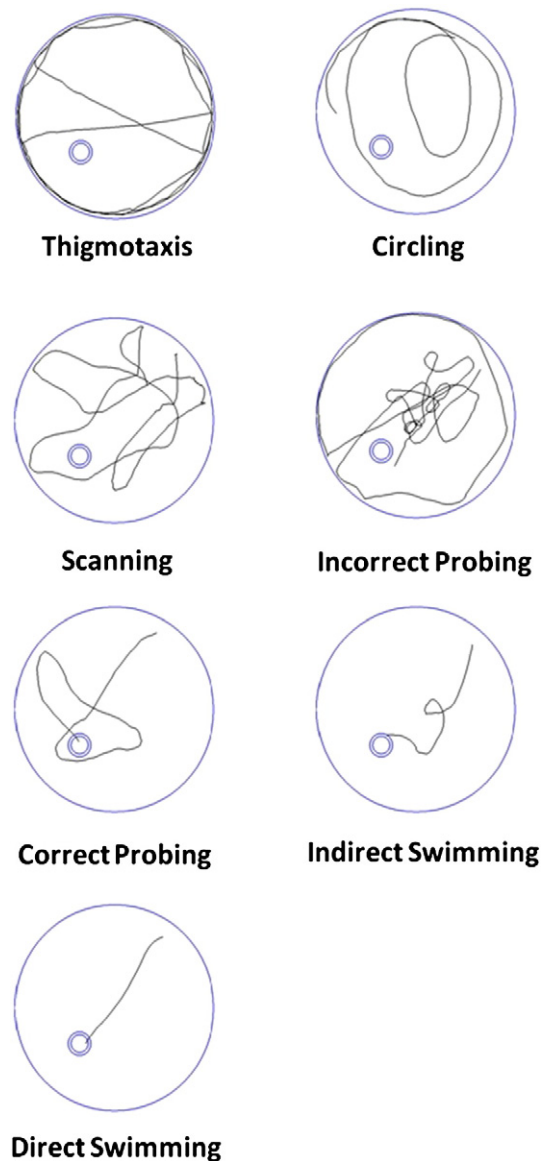 Thigmotaxis
Circling
Scanning
Incorrect Probing
Correct Probing
Indirect Swimming
Direct Swimming